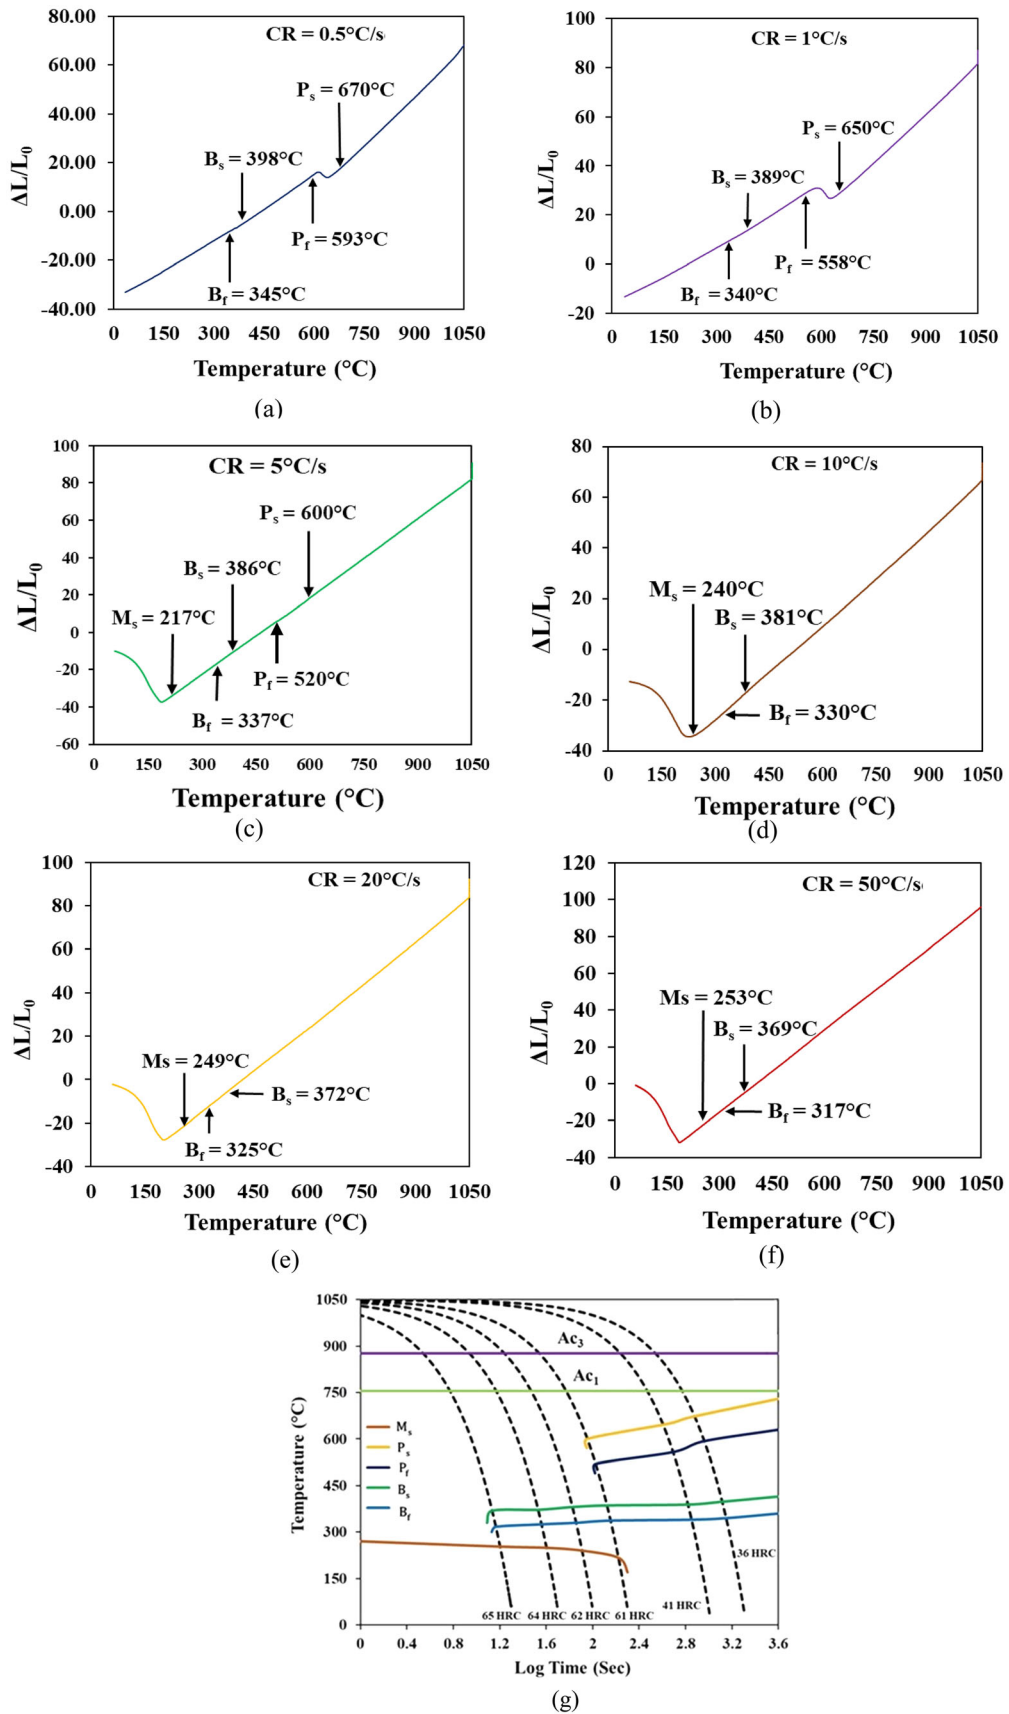 80.00
60.00
40.00
20.00
0.00
-20.00
-40.00
ΔL/L₀
CR = 0.5°C/s
Pₛ = 670°C
Bₛ = 398°C
P_f = 593°C
B_f = 345°C
0 150 300 450 600 750 900 1050
Temperature (°C)
(a)
100
80
60
40
20
0
-20
ΔL/L₀
CR = 1°C/s
Pₛ = 650°C
Bₛ = 389°C
P_f = 558°C
B_f = 340°C
0 150 300 450 600 750 900 1050
Temperature (°C)
(b)
100
80
60
40
20
0
-20
-40
-60
ΔL/L₀
CR = 5°C/s
Pₛ = 600°C
Bₛ = 386°C
Mₛ = 217°C
P_f = 520°C
B_f = 337°C
0 150 300 450 600 750 900 1050
Temperature (°C)
(c)
80
60
40
20
0
-20
-40
ΔL/L₀
CR = 10°C/s
Mₛ = 240°C
Bₛ = 381°C
B_f = 330°C
0 150 300 450 600 750 900 1050
Temperature (°C)
(d)
100
80
60
40
20
0
-20
-40
ΔL/L₀
CR = 20°C/s
Ms = 249°C
Bₛ = 372°C
B_f = 325°C
0 150 300 450 600 750 900 1050
Temperature (°C)
(e)
120
100
80
60
40
20
0
-20
-40
ΔL/L₀
CR = 50°C/s
Ms = 253°C
Bₛ = 369°C
B_f = 317°C
0 150 300 450 600 750 900 1050
Temperature (°C)
(f)
1050
900
750
600
450
300
150
0
Temperature (°C)
Ac₃
Ac₁
Mₛ
Pₛ
P_f
Bₛ
B_f
65 HRC 64 HRC 62 HRC 61 HRC 41 HRC 36 HRC
0 0.4 0.8 1.2 1.6 2 2.4 2.8 3.2 3.6
Log Time (Sec)
(g)